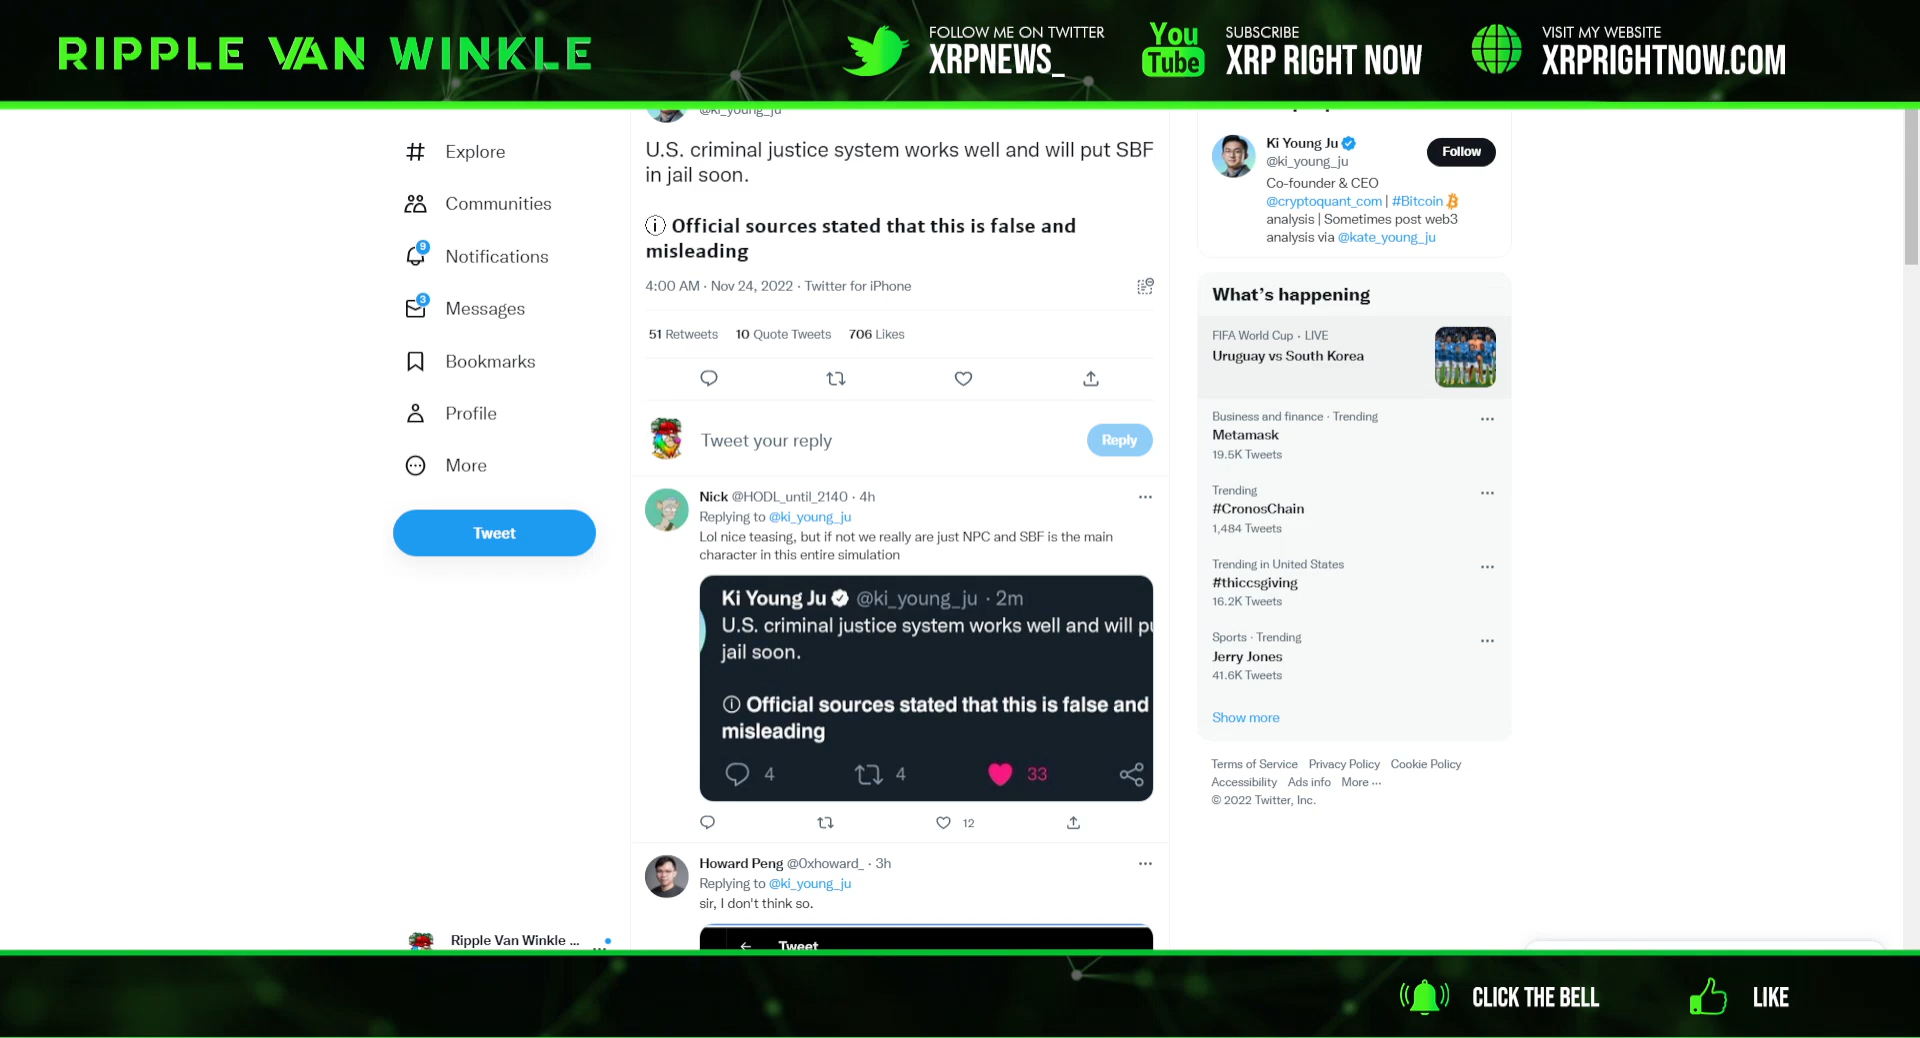 RIPPLE VAN WINKLE
FOLLOW ME ON TWITTER
XRPNEWS_
You
Tube
SUBSCRIBE
XRP RIGHT NOW
VISIT MY WEBSITE
XRPRIGHTNOW.COM
Explore
Communities
9
Notifications
3
Messages
Bookmarks
Profile
More
Tweet
Ripple Van Winkle ...
@ki_young_ju
U.S. criminal justice system works well and will put SBF
in jail soon.
Official sources stated that this is false and
misleading
4:00 AM · Nov 24, 2022 · Twitter for iPhone
51 Retweets 10 Quote Tweets 706 Likes
Tweet your reply
Reply
Nick @HODL_until_2140 · 4h
Replying to @ki_young_ju
Lol nice teasing, but if not we really are just NPC and SBF is the main
character in this entire simulation
Ki Young Ju @ki_young_ju · 2m
U.S. criminal justice system works well and will pu
jail soon.
Official sources stated that this is false and
misleading
4 4 33
12
Howard Peng @0xhoward_ · 3h
Replying to @ki_young_ju
sir, I don't think so.
Tweet
Ki Young Ju
@ki_young_ju
Follow
Co-founder & CEO
@cryptoquant_com | #Bitcoin
analysis | Sometimes post web3
analysis via @kate_young_ju
What's happening
FIFA World Cup · LIVE
Uruguay vs South Korea
Business and finance · Trending
Metamask
19.5K Tweets
Trending
#CronosChain
1,484 Tweets
Trending in United States
#thiccsgiving
16.2K Tweets
Sports · Trending
Jerry Jones
41.6K Tweets
Show more
Terms of Service Privacy Policy Cookie Policy
Accessibility Ads info More ...
© 2022 Twitter, Inc.
CLICK THE BELL
LIKE